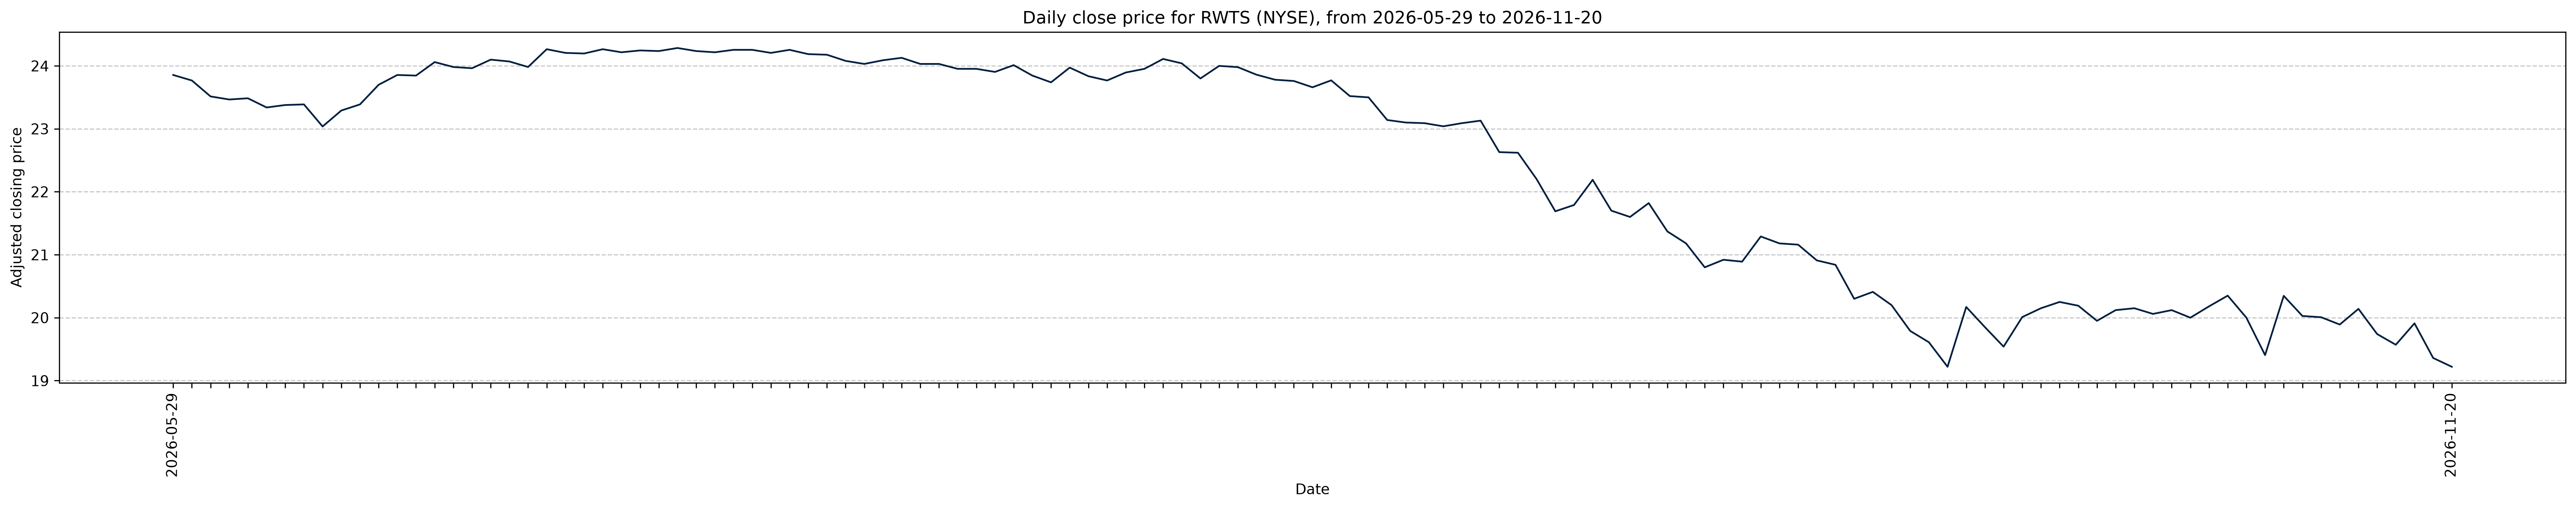 Daily close price for RWTS (NYSE), from 2026-05-29 to 2026-11-20
Adjusted closing price
24
23
22
21
20
19
2026-05-29
2026-11-20
Date